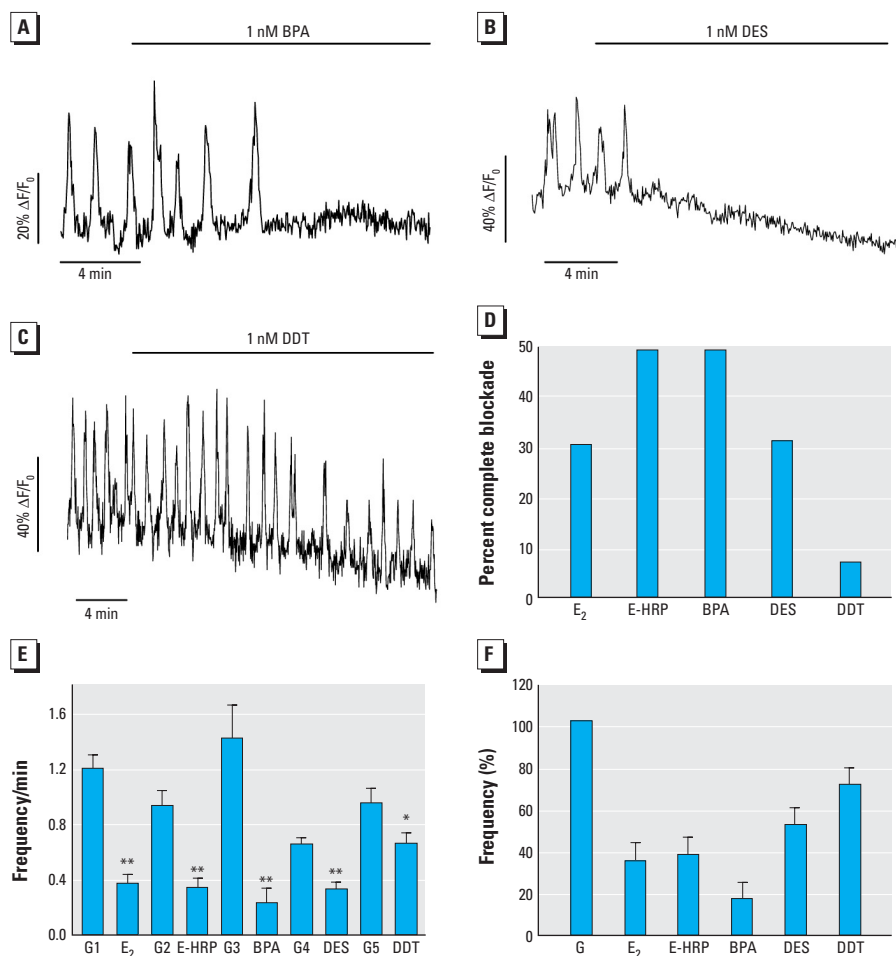 A
1 nM BPA
20% ΔF/F0
4 min
B
1 nM DES
40% ΔF/F0
4 min
C
1 nM DDT
40% ΔF/F0
4 min
D
Percent complete blockade
50
40
30
20
10
0
E2 E-HRP BPA DES DDT
E
Frequency/min
1.6
1.2
0.8
0.4
0.0
** ** ** ** *
G1 E2 G2 E-HRP G3 BPA G4 DES G5 DDT
F
Frequency (%)
120
100
80
60
40
20
0
G E2 E-HRP BPA DES DDT